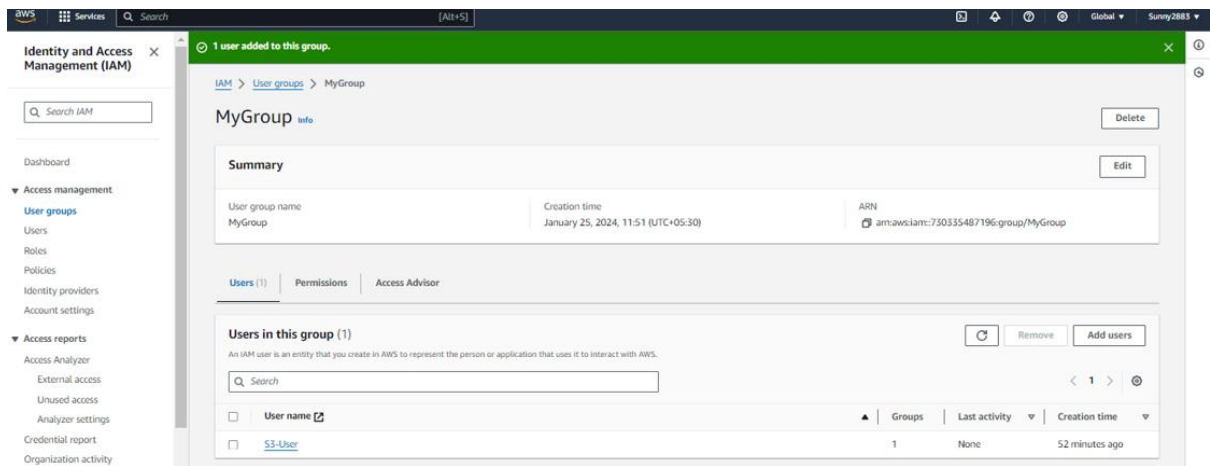 aws Services Search [Alt+S] Global Sunny2883
Identity and Access Management (IAM)
Search IAM
Dashboard
Access management
User groups
Users
Roles
Policies
Identity providers
Account settings
Access reports
Access Analyzer
External access
Unused access
Analyzer settings
Credential report
Organization activity
1 user added to this group.
IAM > User groups > MyGroup
MyGroup Info Delete
Summary Edit
User group name
MyGroup
Creation time
January 25, 2024, 11:51 (UTC+05:30)
ARN
arn:aws:iam::730335487196:group/MyGroup
Users (1) Permissions Access Advisor
Users in this group (1) Remove Add users
An IAM user is an entity that you create in AWS to represent the person or application that uses it to interact with AWS.
Search < 1 >
User name Groups Last activity Creation time
S3-User 1 None 52 minutes ago